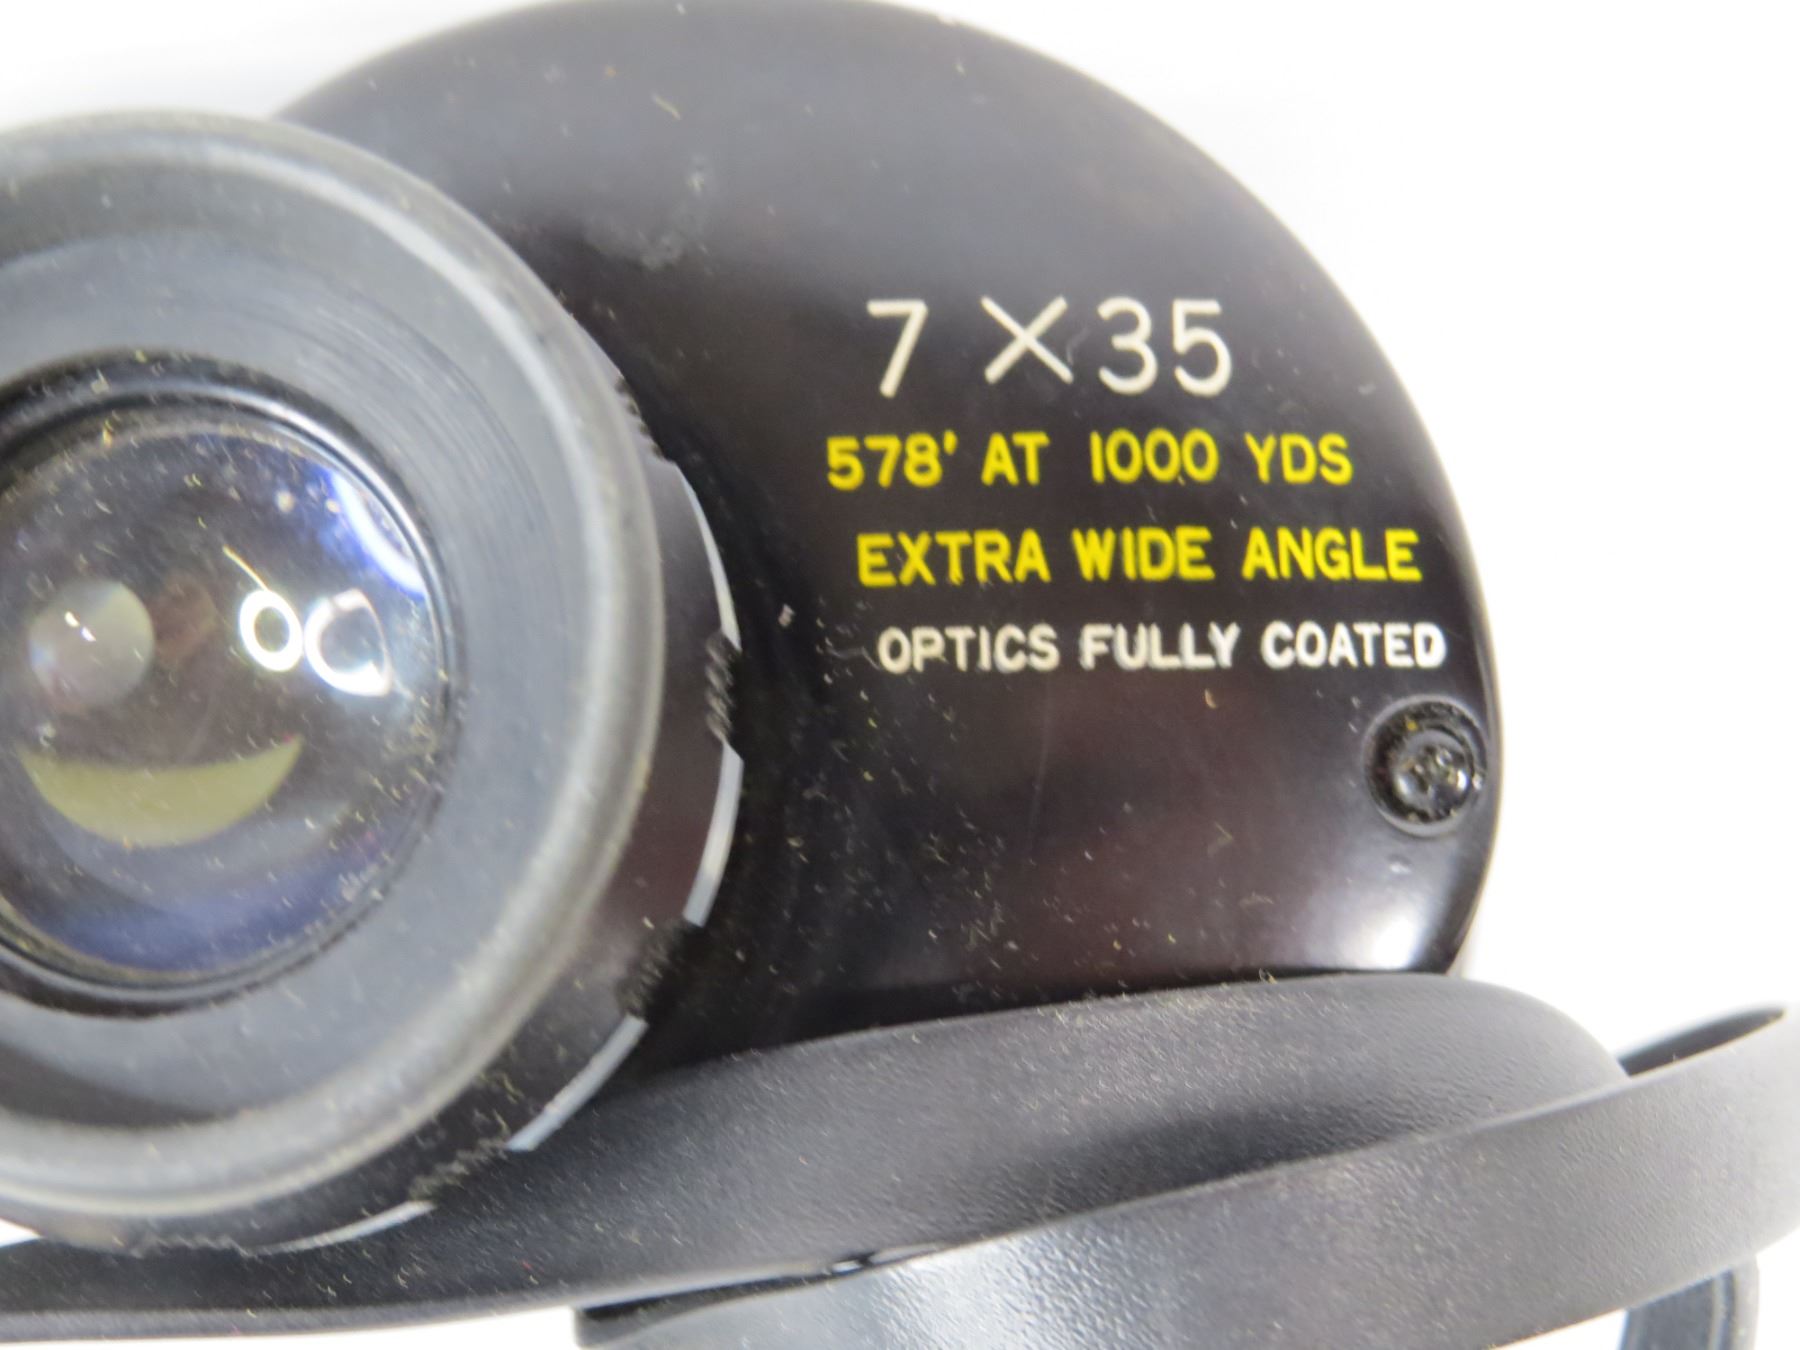 7×35
578' AT 1000 YDS
EXTRA WIDE ANGLE
OPTICS FULLY COATED